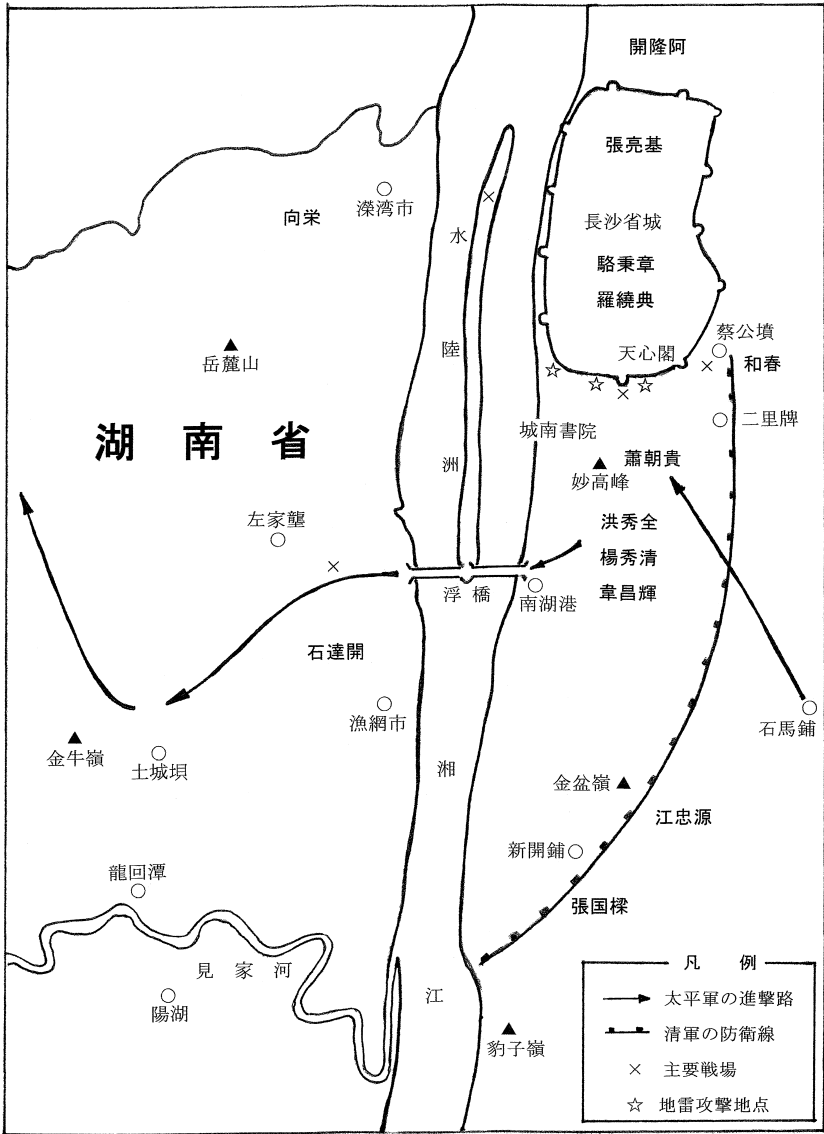 開隆阿
張亮基
長沙省城
駱秉章
羅繞典
天心閣
蔡公墳
和春
二里牌
向栄
濚湾市
岳麓山
湖南省
水陸洲
城南書院
妙高峰
蕭朝貴
洪秀全
楊秀清
韋昌輝
左家壟
浮橋
南湖港
石達開
漁網市
石馬鋪
金牛嶺
土城垻
湘江
金盆嶺
江忠源
新開鋪
張国樑
龍回潭
見家河
陽湖
豹子嶺
凡例
太平軍の進撃路
清軍の防衛線
主要戦場
地雷攻撃地点